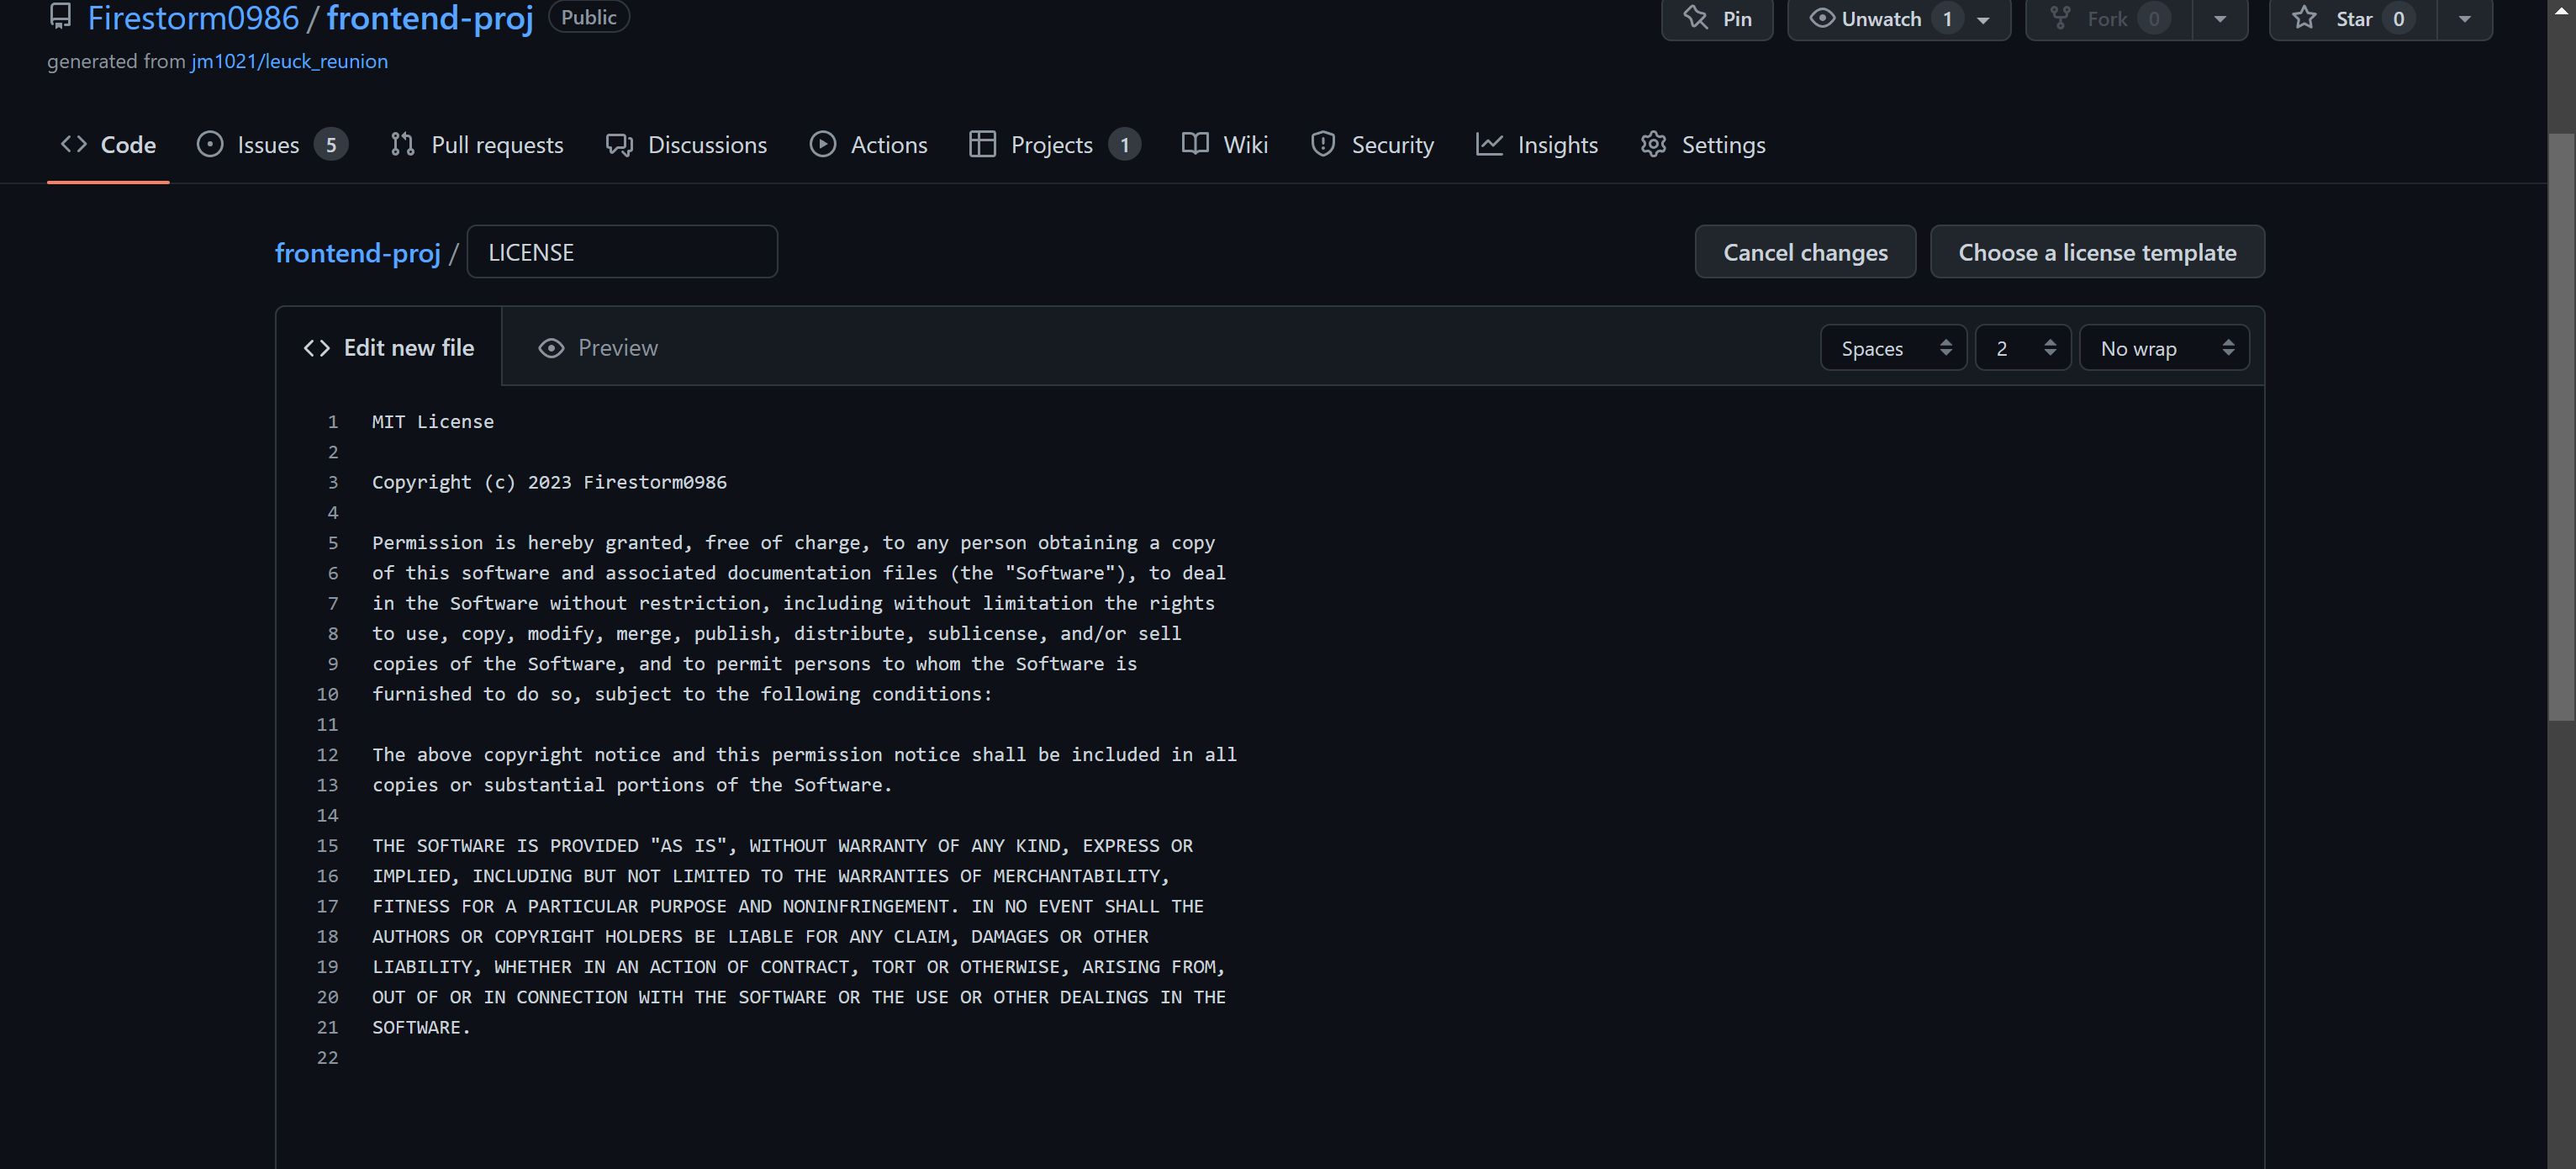 Firestorm0986 / frontend-proj Public
Pin Unwatch 1 Fork 0 Star 0
generated from jm1021/leuck_reunion
Code Issues 5 Pull requests Discussions Actions Projects 1 Wiki Security Insights Settings
frontend-proj / LICENSE Cancel changes Choose a license template
Edit new file Preview Spaces 2 No wrap
1 MIT License
2
3 Copyright (c) 2023 Firestorm0986
4
5 Permission is hereby granted, free of charge, to any person obtaining a copy
6 of this software and associated documentation files (the "Software"), to deal
7 in the Software without restriction, including without limitation the rights
8 to use, copy, modify, merge, publish, distribute, sublicense, and/or sell
9 copies of the Software, and to permit persons to whom the Software is
10 furnished to do so, subject to the following conditions:
11
12 The above copyright notice and this permission notice shall be included in all
13 copies or substantial portions of the Software.
14
15 THE SOFTWARE IS PROVIDED "AS IS", WITHOUT WARRANTY OF ANY KIND, EXPRESS OR
16 IMPLIED, INCLUDING BUT NOT LIMITED TO THE WARRANTIES OF MERCHANTABILITY,
17 FITNESS FOR A PARTICULAR PURPOSE AND NONINFRINGEMENT. IN NO EVENT SHALL THE
18 AUTHORS OR COPYRIGHT HOLDERS BE LIABLE FOR ANY CLAIM, DAMAGES OR OTHER
19 LIABILITY, WHETHER IN AN ACTION OF CONTRACT, TORT OR OTHERWISE, ARISING FROM,
20 OUT OF OR IN CONNECTION WITH THE SOFTWARE OR THE USE OR OTHER DEALINGS IN THE
21 SOFTWARE.
22